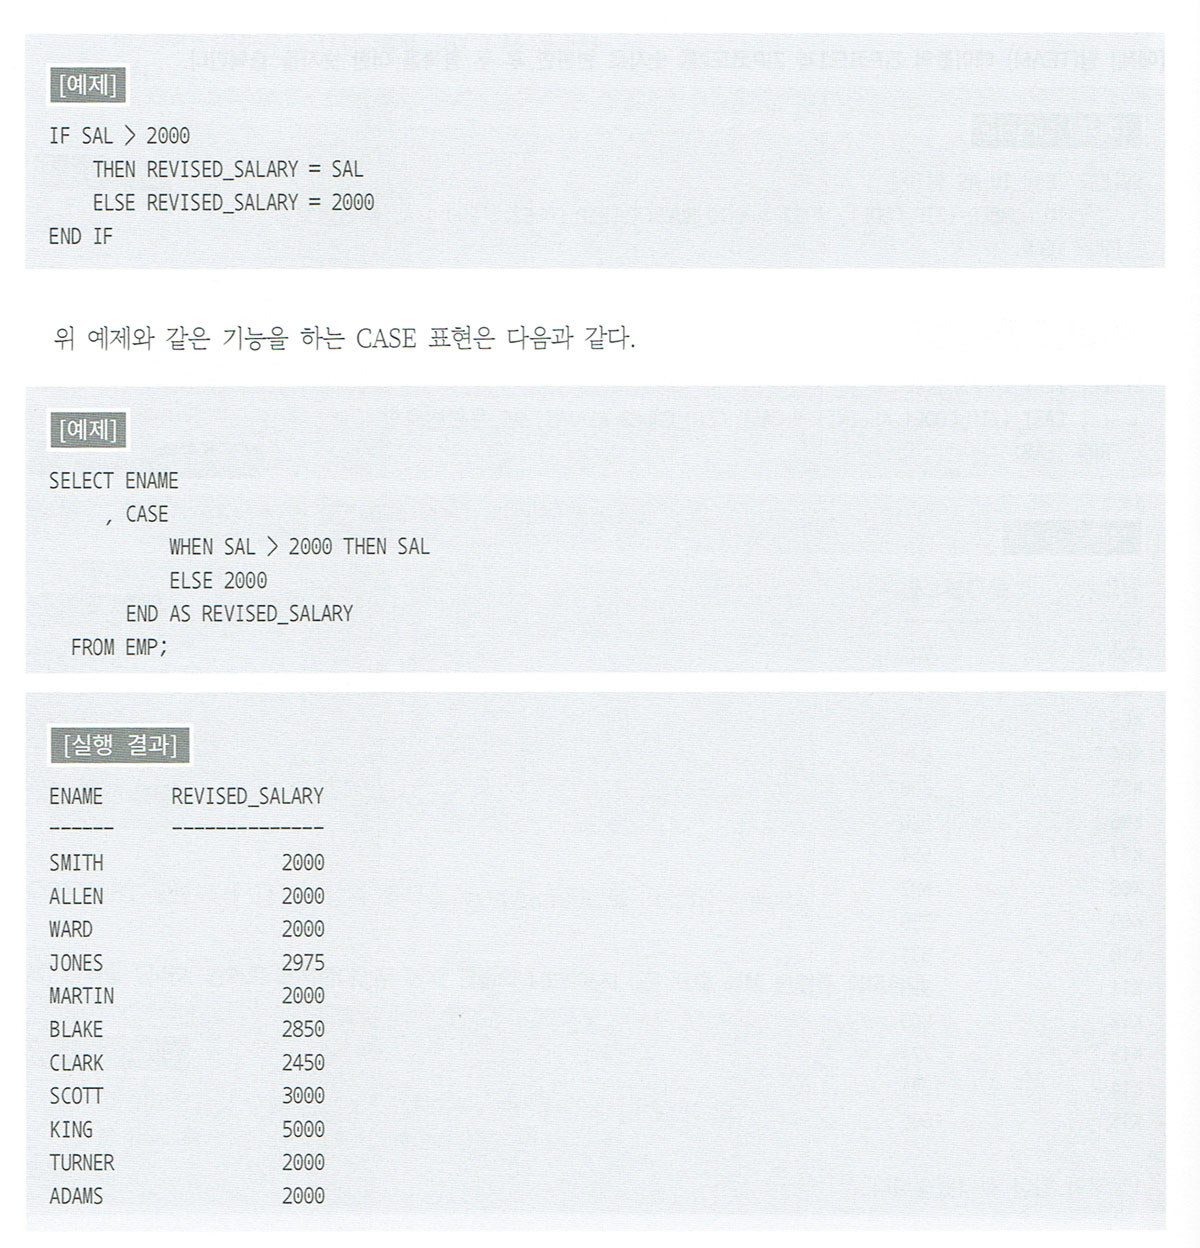 [예제]
IF SAL > 2000
    THEN REVISED_SALARY = SAL
    ELSE REVISED_SALARY = 2000
END IF
위 예제와 같은 기능을 하는 CASE 표현은 다음과 같다.
[예제]
SELECT ENAME
     , CASE
           WHEN SAL > 2000 THEN SAL
           ELSE 2000
       END AS REVISED_SALARY
  FROM EMP;
[실행 결과]
ENAME REVISED_SALARY
------ --------------
SMITH 2000
ALLEN 2000
WARD 2000
JONES 2975
MARTIN 2000
BLAKE 2850
CLARK 2450
SCOTT 3000
KING 5000
TURNER 2000
ADAMS 2000